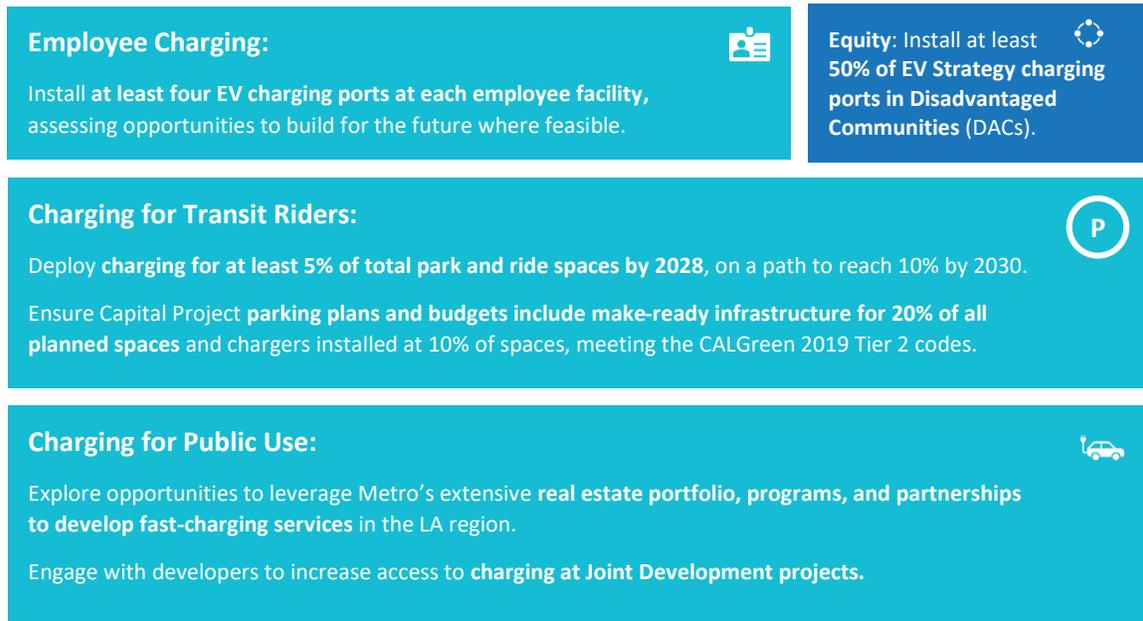 Employee Charging:
Install at least four EV charging ports at each employee facility,
assessing opportunities to build for the future where feasible.
Equity: Install at least
50% of EV Strategy charging
ports in Disadvantaged
Communities (DACs).
Charging for Transit Riders:
P
Deploy charging for at least 5% of total park and ride spaces by 2028, on a path to reach 10% by 2030.
Ensure Capital Project parking plans and budgets include make-ready infrastructure for 20% of all
planned spaces and chargers installed at 10% of spaces, meeting the CALGreen 2019 Tier 2 codes.
Charging for Public Use:
Explore opportunities to leverage Metro’s extensive real estate portfolio, programs, and partnerships
to develop fast-charging services in the LA region.
Engage with developers to increase access to charging at Joint Development projects.